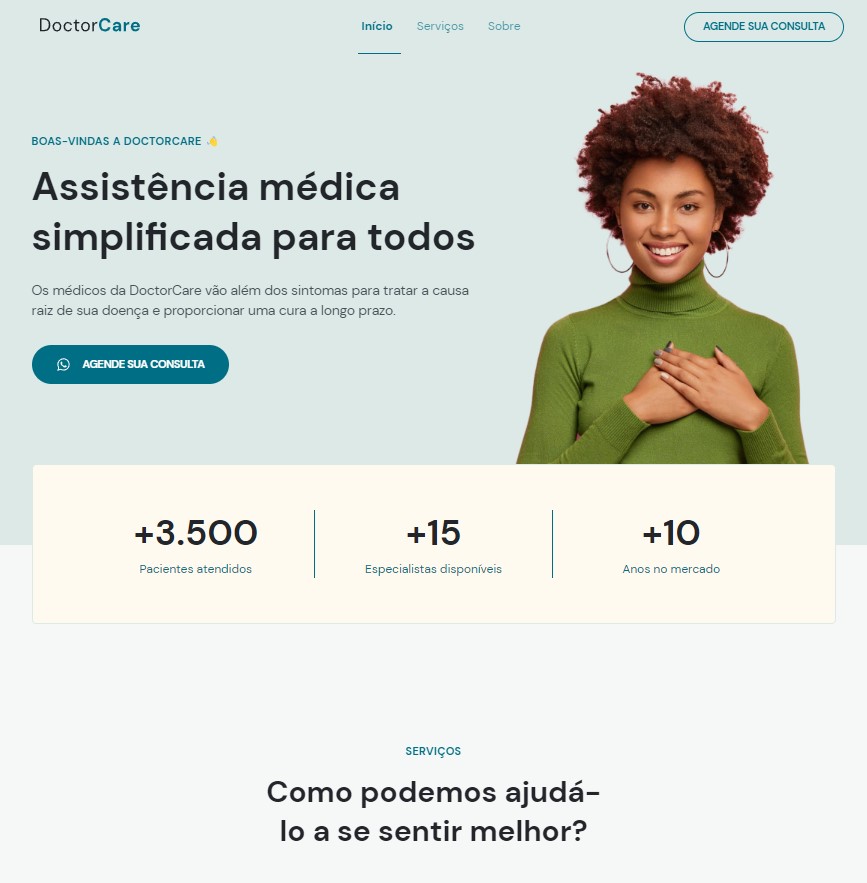 DoctorCare
Início
Serviços
Sobre
AGENDE SUA CONSULTA
BOAS-VINDAS A DOCTORCARE 👋
Assistência médica
simplificada para todos
Os médicos da DoctorCare vão além dos sintomas para tratar a causa
raiz de sua doença e proporcionar uma cura a longo prazo.
AGENDE SUA CONSULTA
+3.500
Pacientes atendidos
+15
Especialistas disponíveis
+10
Anos no mercado
SERVIÇOS
Como podemos ajudá-
lo a se sentir melhor?